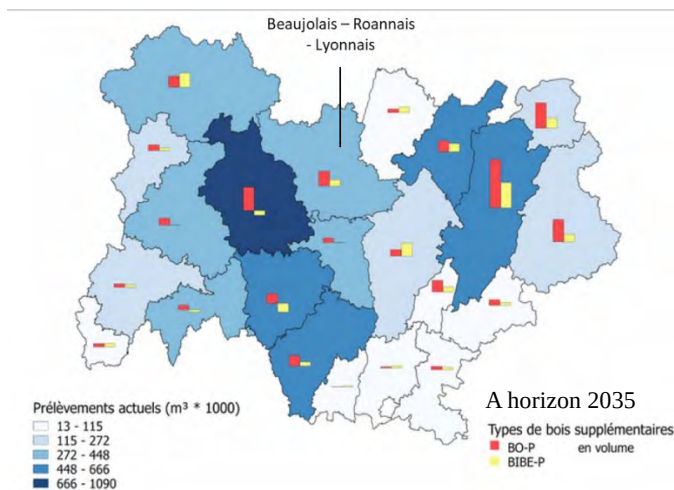 Beaujolais – Roannais
- Lyonnais
Prélèvements actuels (m³ * 1000)
13 - 115
115 - 272
272 - 448
448 - 666
666 - 1090
A horizon 2035
Types de bois supplémentaires
BO-P en volume
BIBE-P